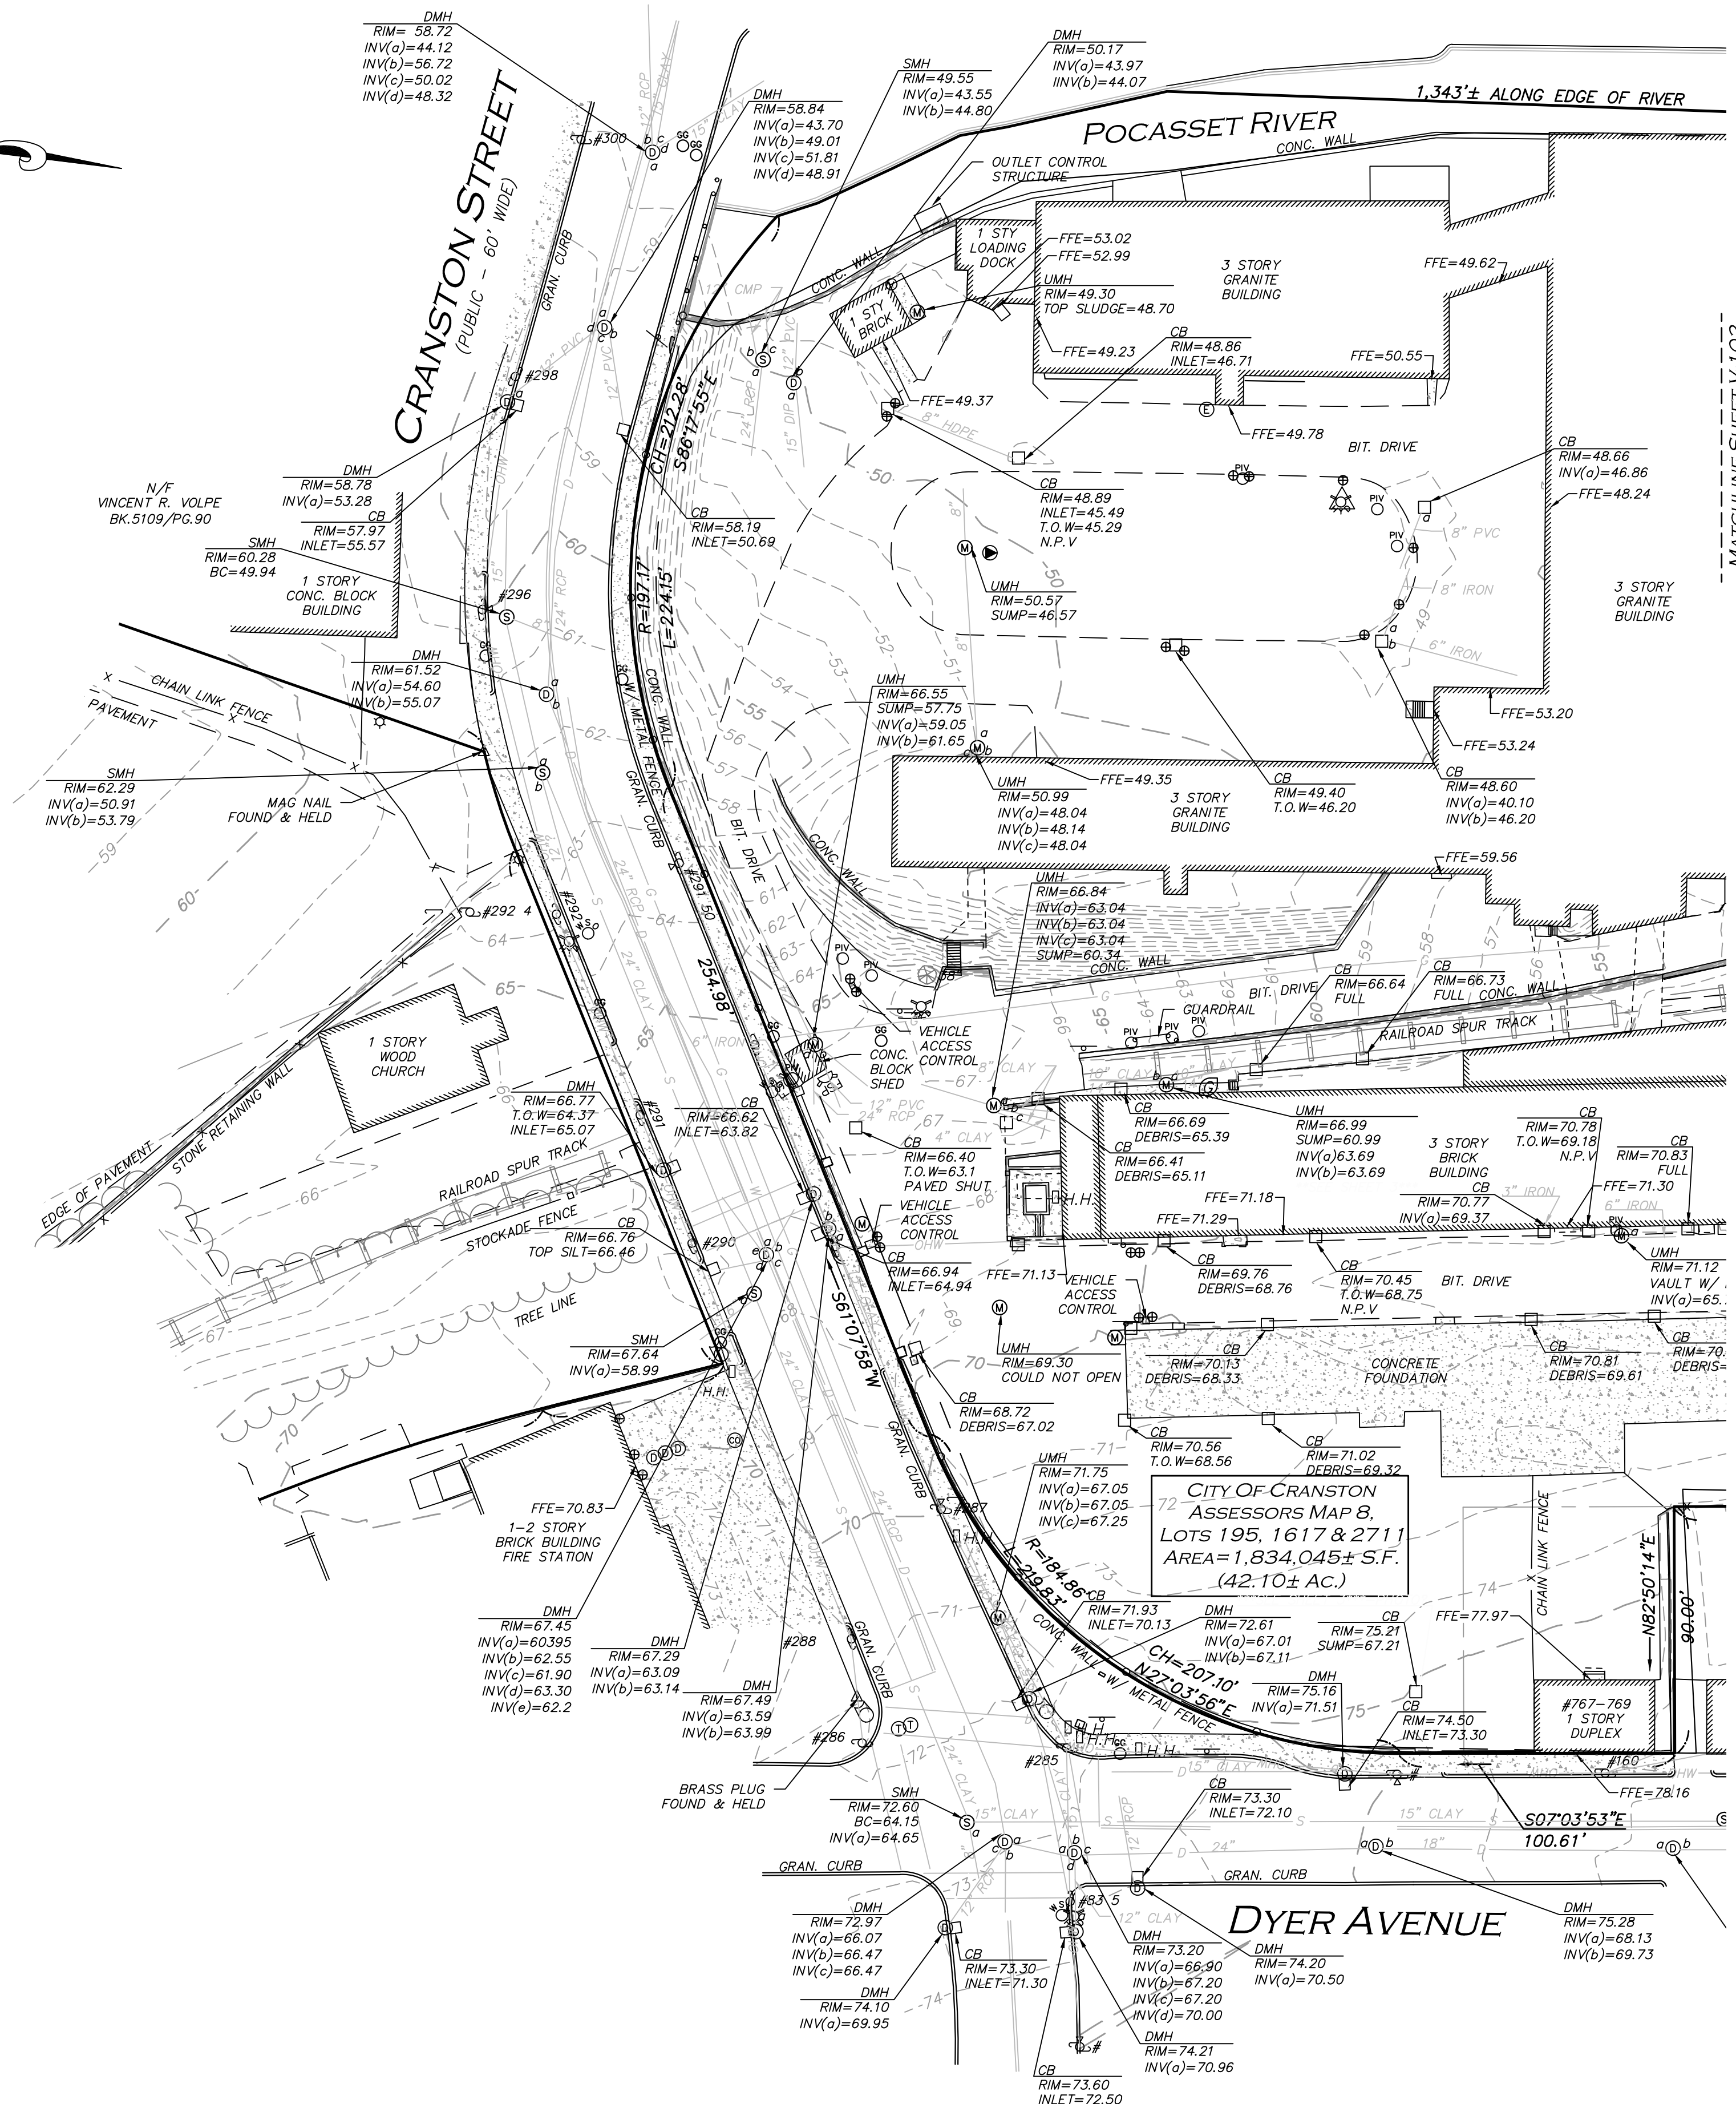 DMH
RIM= 58.72
INV(a)=44.12
INV(b)=56.72
INV(c)=50.02
INV(d)=48.32
DMH
RIM=58.84
INV(a)=43.70
INV(b)=49.01
INV(c)=51.81
INV(d)=48.91
SMH
RIM=49.55
INV(a)=43.55
INV(b)=44.80
DMH
RIM=50.17
INV(a)=43.97
IINV(b)=44.07
1,343'± ALONG EDGE OF RIVER
POCASSET RIVER
CONC. WALL
CRANSTON STREET
(PUBLIC - 60' WIDE)
GRAN. CURB
#300
OUTLET CONTROL
STRUCTURE
CONC. WALL
1 STY
LOADING
DOCK
FFE=53.02
FFE=52.99
3 STORY
GRANITE
BUILDING
FFE=49.62
1 STY
BRICK
UMH
RIM=49.30
TOP SLUDGE=48.70
FFE=49.23
CB
RIM=48.86
INLET=46.71
FFE=50.55
FFE=49.37
FFE=49.78
BIT. DRIVE
#298
CH=212.28'
S86°17'55"E
CB
RIM=48.66
INV(a)=46.86
FFE=48.24
N/F
VINCENT R. VOLPE
BK.5109/PG.90
DMH
RIM=58.78
INV(a)=53.28
CB
RIM=57.97
INLET=55.57
SMH
RIM=60.28
BC=49.94
1 STORY
CONC. BLOCK
BUILDING
#296
CB
RIM=58.19
INLET=50.69
CB
RIM=48.89
INLET=45.49
T.O.W=45.29
N.P.V
UMH
RIM=50.57
SUMP=46.57
3 STORY
GRANITE
BUILDING
R=197.17'
L=224.15'
DMH
RIM=61.52
INV(a)=54.60
INV(b)=55.07
CHAIN LINK FENCE
PAVEMENT
CONC. WALL
W/ METAL FENCE
GRAN. CURB
UMH
RIM=66.55
SUMP=57.75
INV(a)=59.05
INV(b)=61.65
FFE=53.20
FFE=53.24
SMH
RIM=62.29
INV(a)=50.91
INV(b)=53.79
MAG NAIL
FOUND & HELD
FFE=49.35
UMH
RIM=50.99
INV(a)=48.04
INV(b)=48.14
INV(c)=48.04
3 STORY
GRANITE
BUILDING
CB
RIM=49.40
T.O.W=46.20
CB
RIM=48.60
INV(a)=40.10
INV(b)=46.20
BIT. DRIVE
CONC. WALL
FFE=59.56
#291 50
#292 4
#292
254.98'
UMH
RIM=66.84
INV(a)=63.04
INV(b)=63.04
INV(c)=63.04
SUMP=60.34
CONC. WALL
CB
RIM=66.64
FULL
CB
RIM=66.73
FULL
CONC. WALL
BIT. DRIVE
GUARDRAIL
RAILROAD SPUR TRACK
1 STORY
WOOD
CHURCH
VEHICLE
ACCESS
CONTROL
CONC.
BLOCK
SHED
STONE RETAINING WALL
EDGE OF PAVEMENT
DMH
RIM=66.77
T.O.W=64.37
INLET=65.07
#291
CB
RIM=66.62
INLET=63.82
CB
RIM=66.40
T.O.W=63.1
PAVED SHUT
CB
RIM=66.41
DEBRIS=65.11
CB
RIM=66.69
DEBRIS=65.39
UMH
RIM=66.99
SUMP=60.99
INV(a)63.69
INV(b)=63.69
3 STORY
BRICK
BUILDING
CB
RIM=70.78
T.O.W=69.18
N.P.V
CB
RIM=70.83
FULL
FFE=71.30
CB
RIM=70.77
INV(a)=69.37
FFE=71.18
FFE=71.29
H.H.
RAILROAD SPUR TRACK
STOCKADE FENCE
TREE LINE
CB
RIM=66.76
TOP SILT=66.46
#290
VEHICLE
ACCESS
CONTROL
CB
RIM=66.94
INLET=64.94
FFE=71.13
VEHICLE
ACCESS
CONTROL
CB
RIM=69.76
DEBRIS=68.76
CB
RIM=70.45
T.O.W=68.75
N.P.V
BIT. DRIVE
UMH
RIM=71.12
VAULT W/
S61°07'58"W
SMH
RIM=67.64
INV(a)=58.99
H.H.
UMH
RIM=69.30
COULD NOT OPEN
CB
RIM=70.13
DEBRIS=68.33
CONCRETE
FOUNDATION
CB
RIM=70.81
DEBRIS=69.61
CB
CB
RIM=68.72
DEBRIS=67.02
GRAN. CURB
CB
RIM=70.56
T.O.W=68.56
CB
RIM=71.02
DEBRIS=69.32
UMH
RIM=71.75
INV(a)=67.05
INV(b)=67.05
INV(c)=67.25
#287
CITY OF CRANSTON
ASSESSORS MAP 8,
LOTS 195, 1617 & 2711
AREA=1,834,045± S.F.
(42.10± AC.)
CHAIN LINK FENCE
N82°50'14"E
90.00'
FFE=70.83
1-2 STORY
BRICK BUILDING
FIRE STATION
R=184.86'
L=219.83'
DMH
RIM=67.45
INV(a)=60395
INV(b)=62.55
INV(c)=61.90
INV(d)=63.30
INV(e)=62.2
DMH
RIM=67.29
INV(a)=63.09
INV(b)=63.14
DMH
RIM=67.49
INV(a)=63.59
INV(b)=63.99
#288
GRAN. CURB
CB
RIM=71.93
INLET=70.13
DMH
RIM=72.61
INV(a)=67.01
INV(b)=67.11
CB
RIM=75.21
SUMP=67.21
FFE=77.97
CONC. WALL W/ METAL FENCE
CH=207.10'
N27°03'56"E
DMH
RIM=75.16
INV(a)=71.51
CB
RIM=74.50
INLET=73.30
#767-769
1 STORY
DUPLEX
#160
FFE=78.16
#286
#285
BRASS PLUG
FOUND & HELD
SMH
RIM=72.60
BC=64.15
INV(a)=64.65
CB
RIM=73.30
INLET=72.10
S07°03'53"E
100.61'
GRAN. CURB
GRAN. CURB
#83 5
DYER AVENUE
DMH
RIM=72.97
INV(a)=66.07
INV(b)=66.47
INV(c)=66.47
CB
RIM=73.30
INLET=71.30
DMH
RIM=73.20
INV(a)=66.90
INV(b)=67.20
INV(c)=67.20
INV(d)=70.00
DMH
RIM=74.20
INV(a)=70.50
DMH
RIM=75.28
INV(a)=68.13
INV(b)=69.73
DMH
RIM=74.10
INV(a)=69.95
DMH
RIM=74.21
INV(a)=70.96
CB
RIM=73.60
INLET=72.50